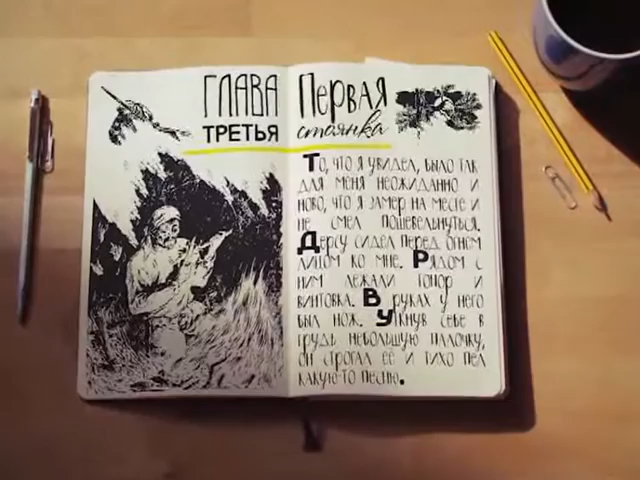 ГЛАВА Первая
ТРЕТЬЯ стоянка
То, что я увидел, было так
для меня неожиданно и
ново, что я замер на месте и
не смел пошевельнуться.
Дерсу сидел перед огнем
лицом ко мне. Рядом с
ним лежали топор и
винтовка. В руках у него
был нож. Уткнув себе в
грудь небольшую палочку,
он строгал её и тихо пел
какую-то песню.